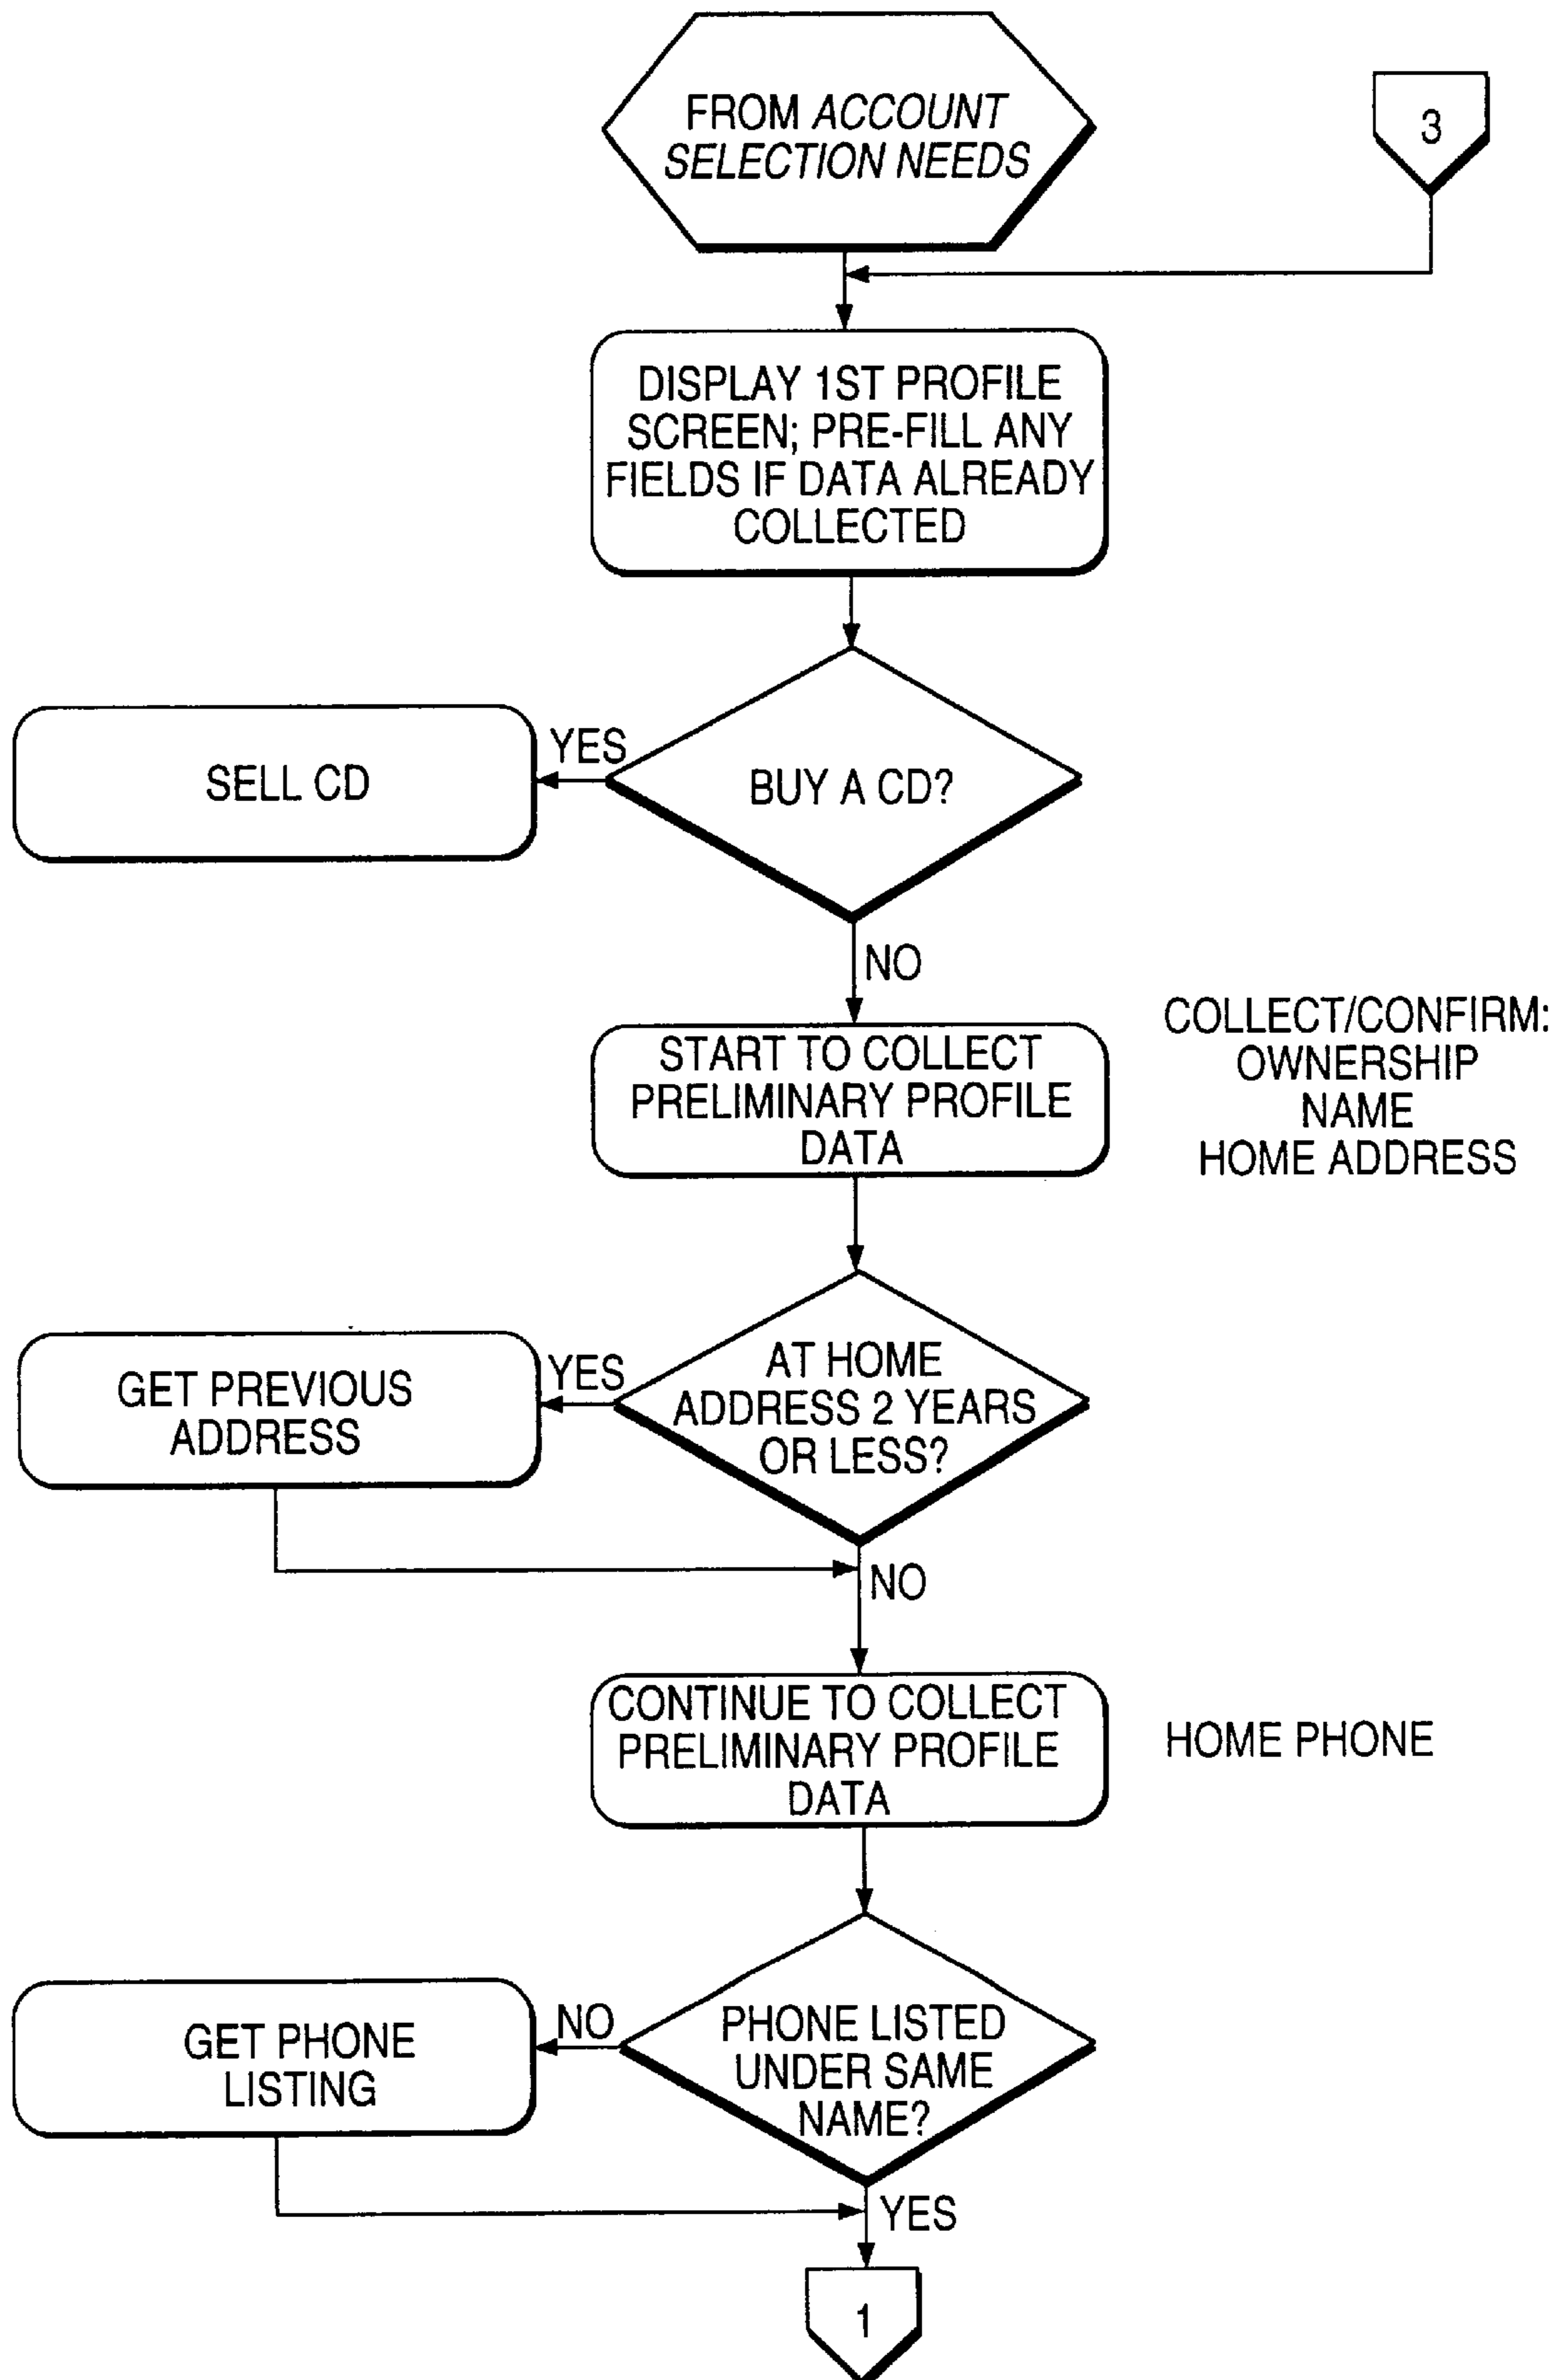 FROM ACCOUNT
SELECTION NEEDS
3
DISPLAY 1ST PROFILE
SCREEN; PRE-FILL ANY
FIELDS IF DATA ALREADY
COLLECTED
YES
SELL CD
BUY A CD?
NO
START TO COLLECT
PRELIMINARY PROFILE
DATA
COLLECT/CONFIRM:
OWNERSHIP
NAME
HOME ADDRESS
GET PREVIOUS
ADDRESS
YES
AT HOME
ADDRESS 2 YEARS
OR LESS?
NO
CONTINUE TO COLLECT
PRELIMINARY PROFILE
DATA
HOME PHONE
GET PHONE
LISTING
NO
PHONE LISTED
UNDER SAME
NAME?
YES
1